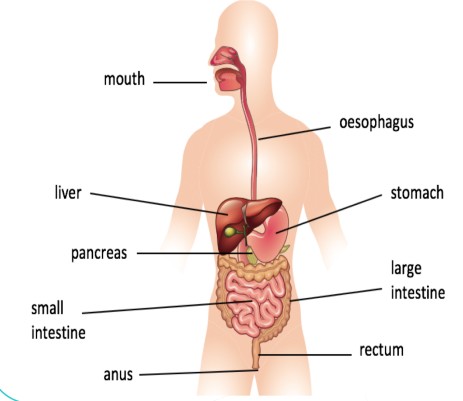 mouth
oesophagus
liver
stomach
pancreas
large
intestine
small
intestine
rectum
anus